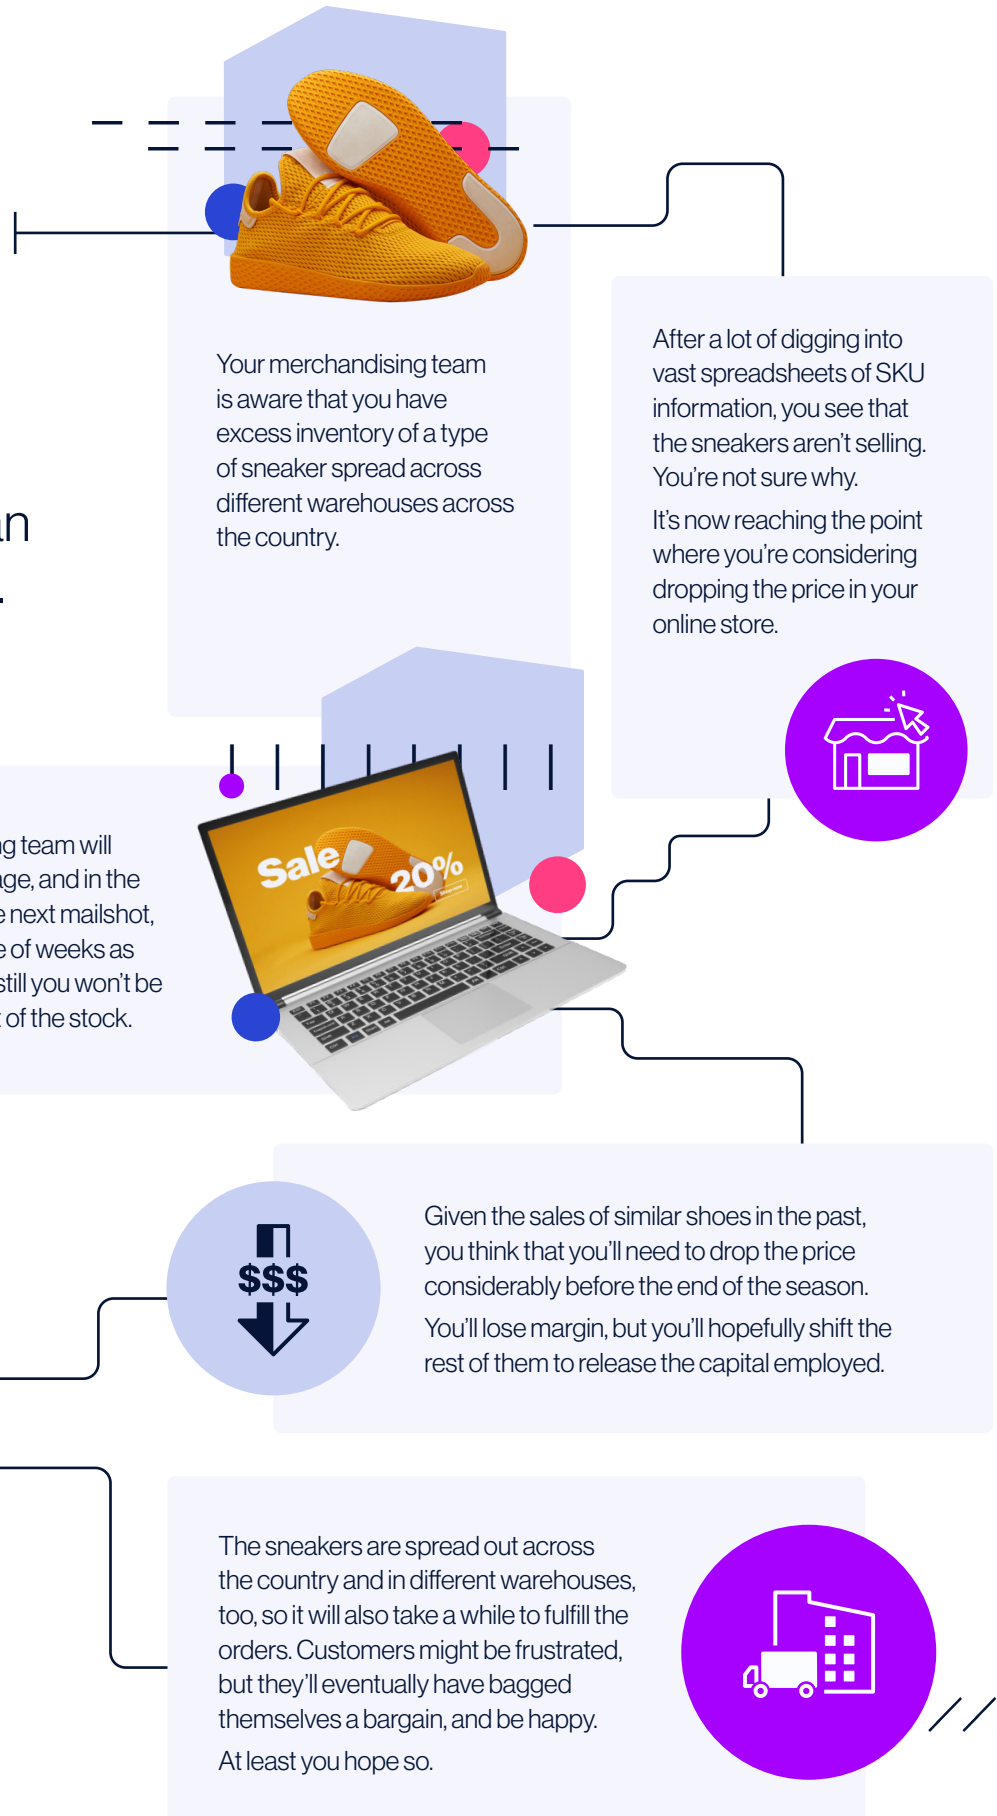 Your merchandising team
is aware that you have
excess inventory of a type
of sneaker spread across
different warehouses across
the country.
After a lot of digging into
vast spreadsheets of SKU
information, you see that
the sneakers aren't selling.
You're not sure why.
It's now reaching the point
where you're considering
dropping the price in your
online store.
team will
and in the
next mailshot,
of weeks as
still you won't be
of the stock.
Sale
20%
Given the sales of similar shoes in the past,
you think that you'll need to drop the price
considerably before the end of the season.
You'll lose margin, but you'll hopefully shift the
rest of them to release the capital employed.
$$$
The sneakers are spread out across
the country and in different warehouses,
too, so it will also take a while to fulfill the
orders. Customers might be frustrated,
but they'll eventually have bagged
themselves a bargain, and be happy.
At least you hope so.